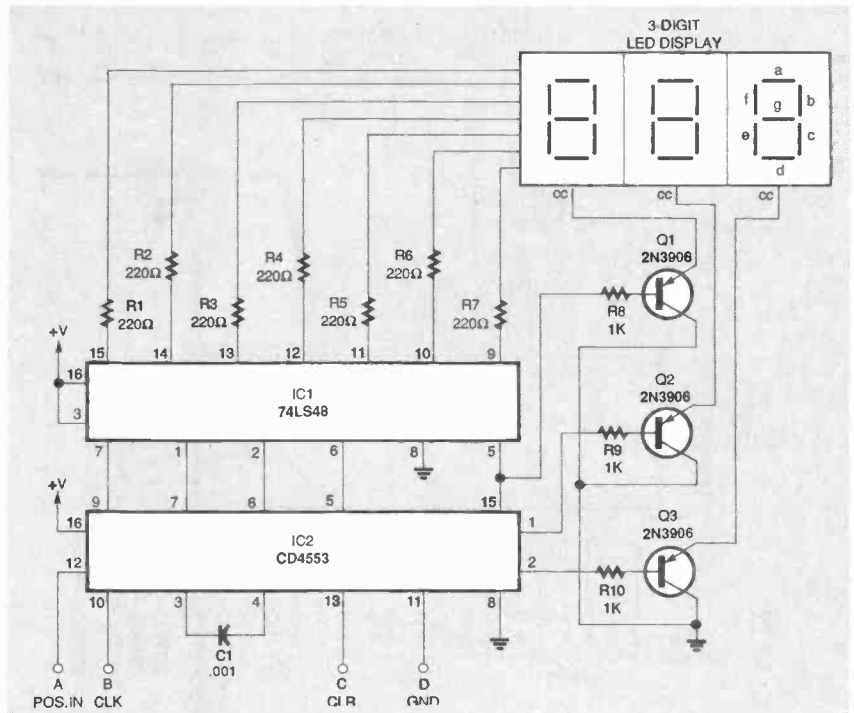 3-DIGIT
LED DISPLAY
a
f
g
b
e
c
d
cc
cc
cc
R2
220Ω
R4
220Ω
R6
220Ω
R1
220Ω
R3
220Ω
R5
220Ω
R7
220Ω
Q1
2N3906
R8
1K
+V
15
14
13
12
11
10
9
16
3
IC1
74LS48
7
1
2
6
8
5
Q2
2N3906
R9
1K
+V
9
7
6
5
15
16
12
IC2
CD4553
1
2
10
3
4
13
11
8
Q3
2N3906
R10
1K
C1
.001
A
POS.IN
B
CLK
C
CLR
D
GND